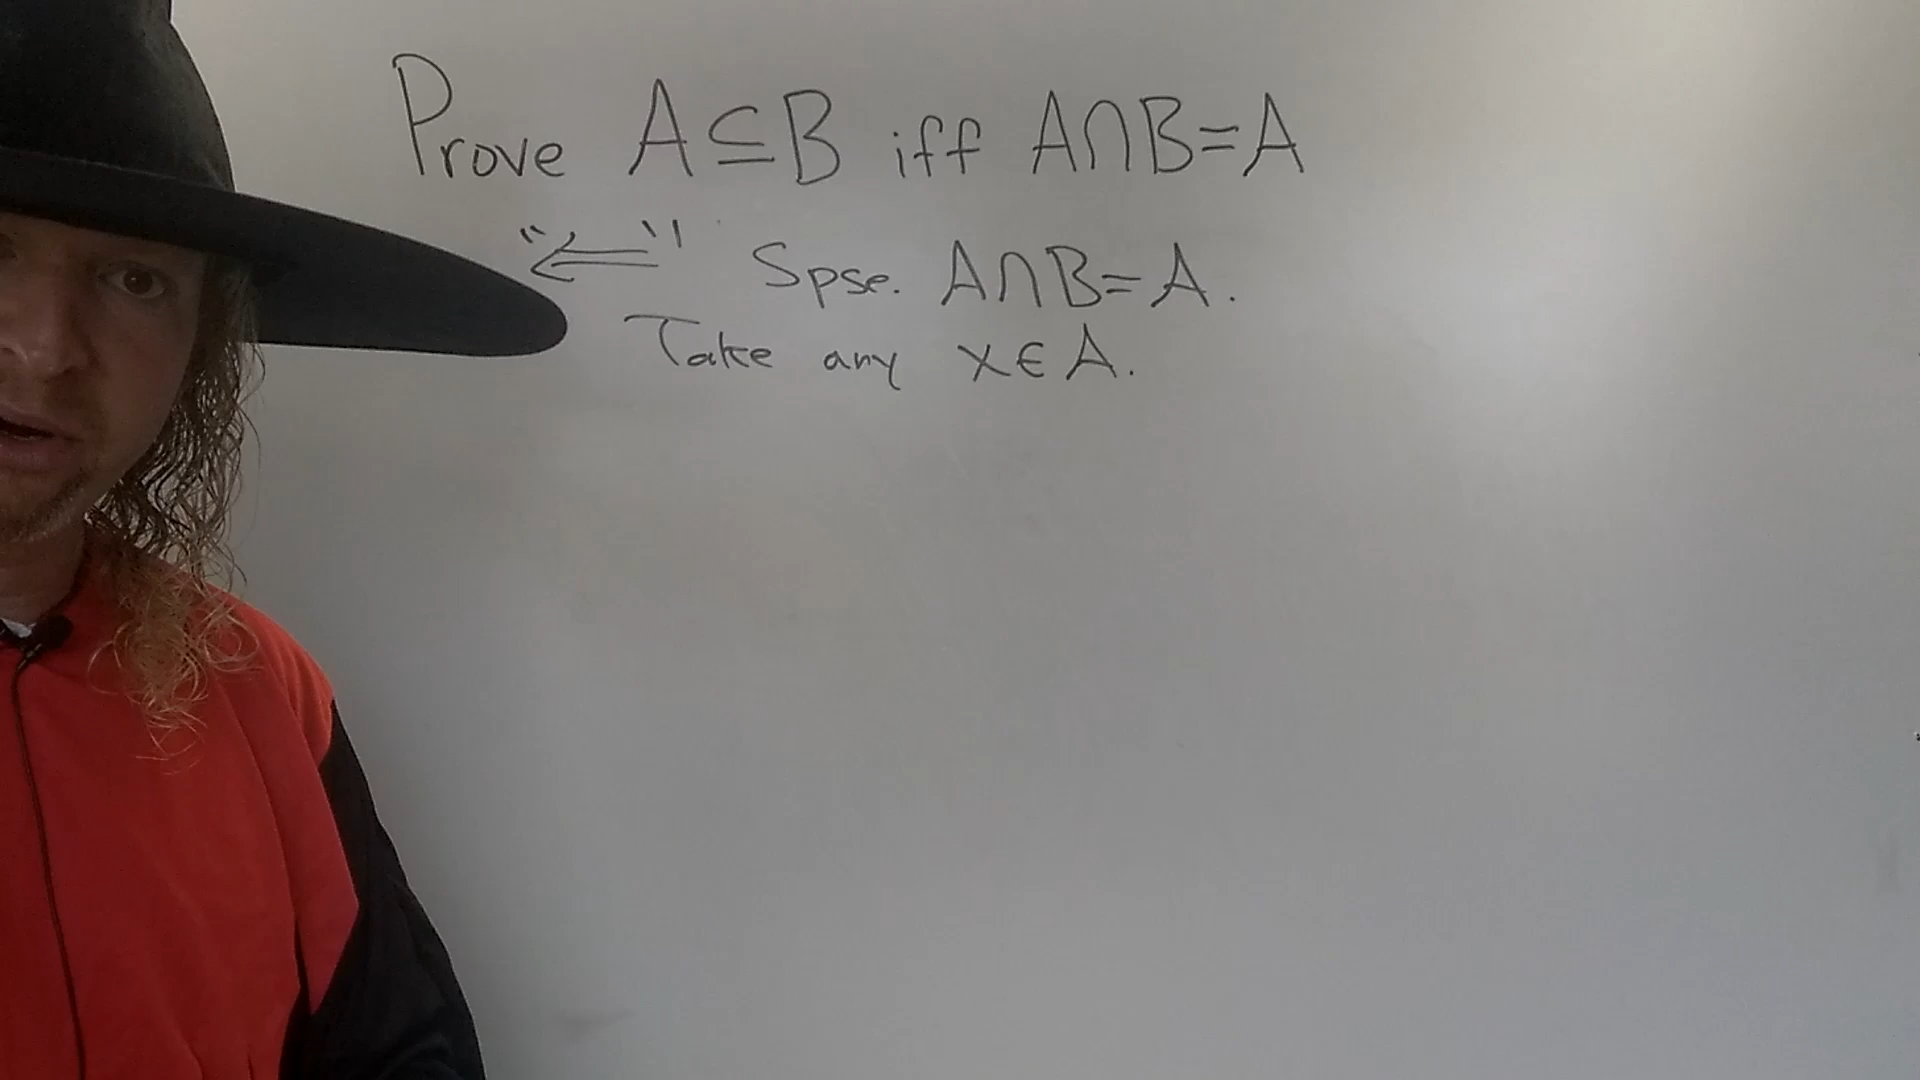 Prove A⊆B iff A∩B=A
"⇐" Spse. A∩B=A.
Take any x∈A.